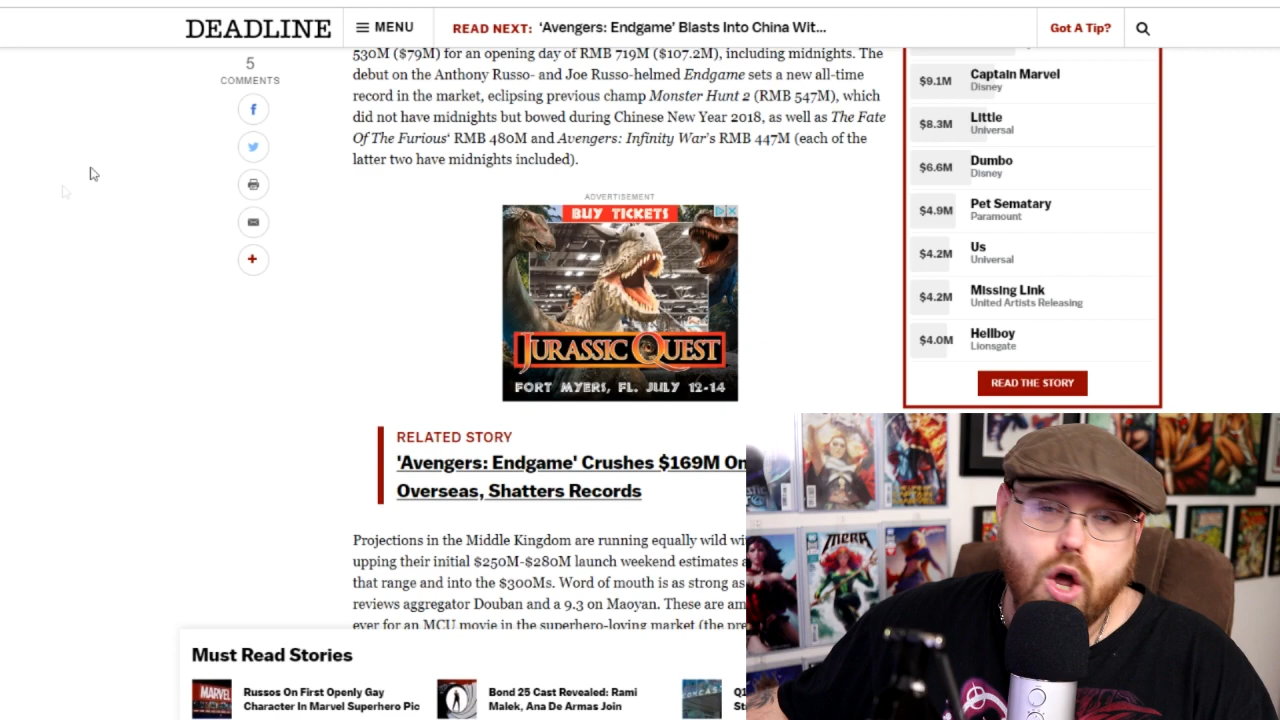 DEADLINE
MENU
READ NEXT: ‘Avengers: Endgame’ Blasts Into China Wit...
Got A Tip?
5
COMMENTS
530M ($79M) for an opening day of RMB 719M ($107.2M), including midnights. The
debut on the Anthony Russo- and Joe Russo-helmed Endgame sets a new all-time
record in the market, eclipsing previous champ Monster Hunt 2 (RMB 547M), which
did not have midnights but bowed during Chinese New Year 2018, as well as The Fate
Of The Furious‘ RMB 480M and Avengers: Infinity War’s RMB 447M (each of the
latter two have midnights included).
ADVERTISEMENT
BUY TICKETS
JURASSIC QUEST
FORT MYERS, FL. JULY 12-14
RELATED STORY
'Avengers: Endgame' Crushes $169M On
Overseas, Shatters Records
Projections in the Middle Kingdom are running equally wild wi
upping their initial $250M-$280M launch weekend estimates a
that range and into the $300Ms. Word of mouth is as strong as
reviews aggregator Douban and a 9.3 on Maoyan. These are am
ever for an MCU movie in the superhero-loving market (the pre
$9.1M Captain Marvel
Disney
$8.3M Little
Universal
$6.6M Dumbo
Disney
$4.9M Pet Sematary
Paramount
$4.2M Us
Universal
$4.2M Missing Link
United Artists Releasing
$4.0M Hellboy
Lionsgate
READ THE STORY
Must Read Stories
MARVEL
Russos On First Openly Gay
Character In Marvel Superhero Pic
Bond 25 Cast Revealed: Rami
Malek, Ana De Armas Join
Q1
St
MERA